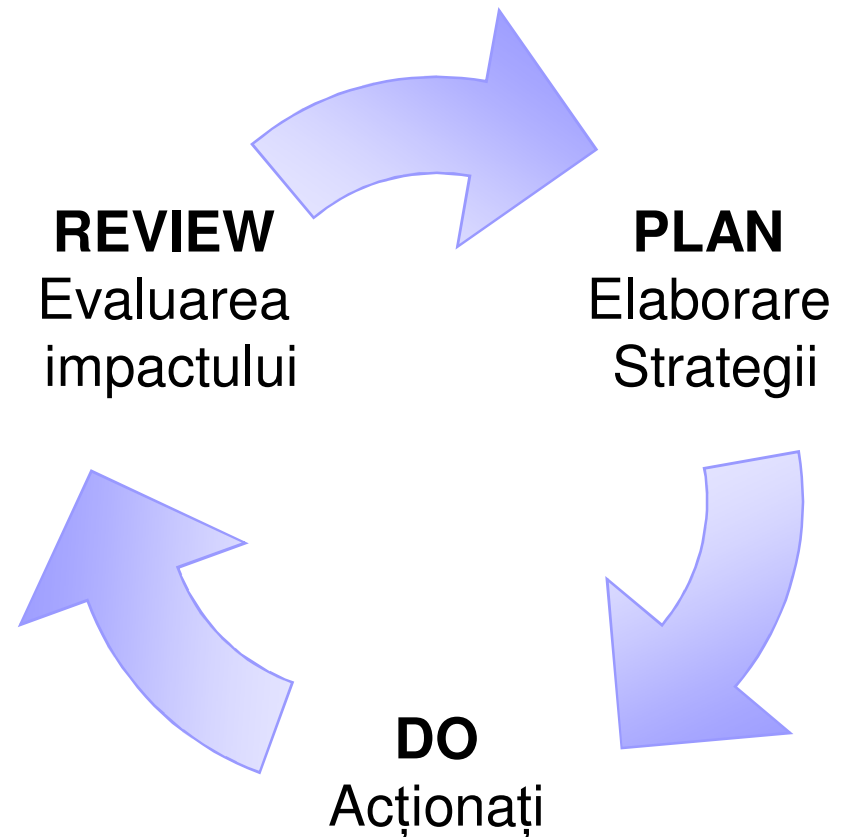 REVIEW
Evaluarea
impactului
PLAN
Elaborare
Strategii
DO
Acționați